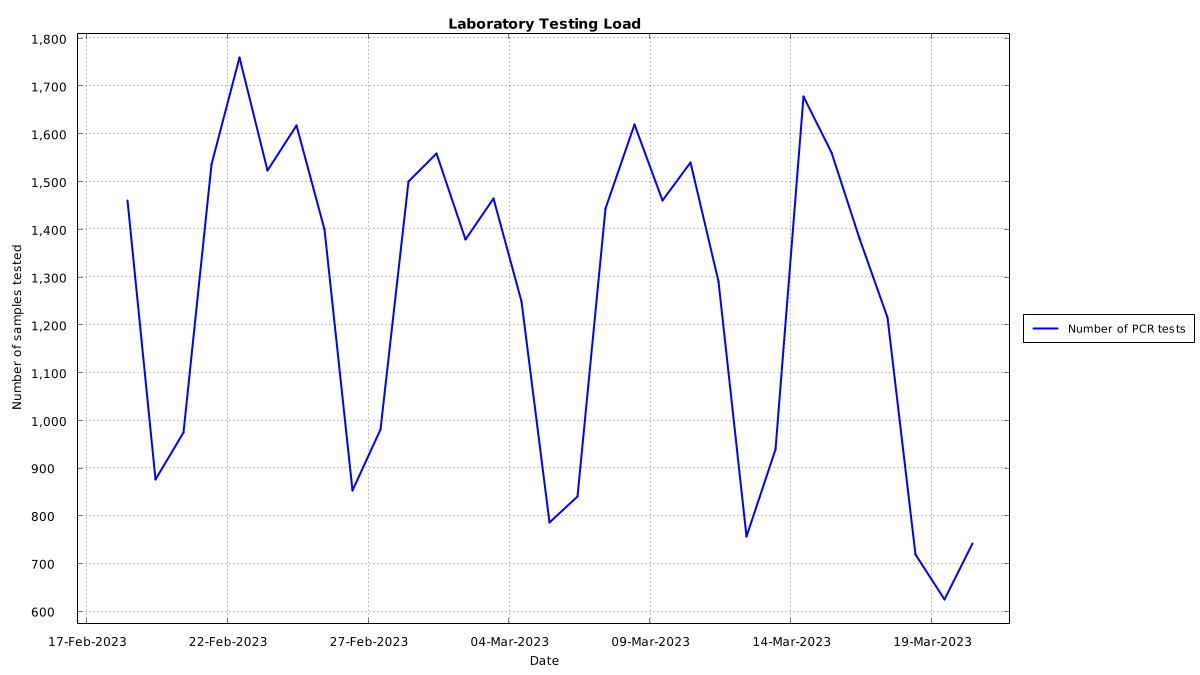 Laboratory Testing Load
1,800
1,700
1,600
1,500
1,400
1,300
1,200
1,100
1,000
900
800
700
600
Number of samples tested
17-Feb-2023
22-Feb-2023
27-Feb-2023
04-Mar-2023
09-Mar-2023
14-Mar-2023
19-Mar-2023
Date
Number of PCR tests